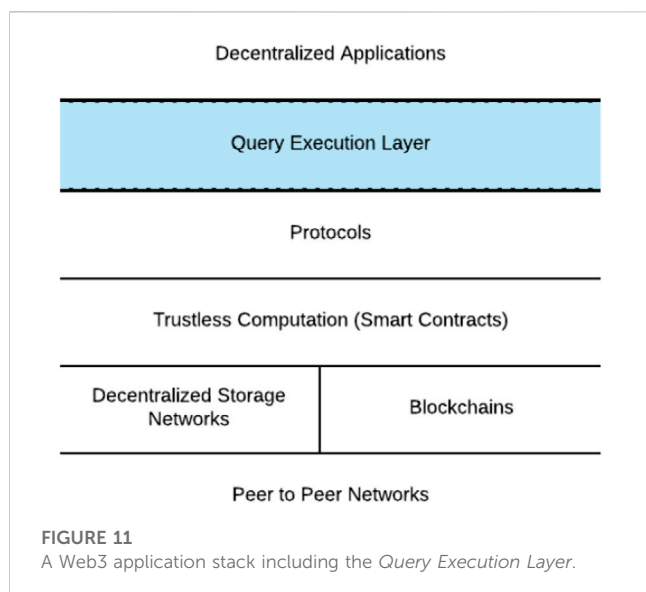 Decentralized Applications
Query Execution Layer
Protocols
Trustless Computation (Smart Contracts)
Decentralized Storage
Networks
Blockchains
Peer to Peer Networks
FIGURE 11
A Web3 application stack including the Query Execution Layer.